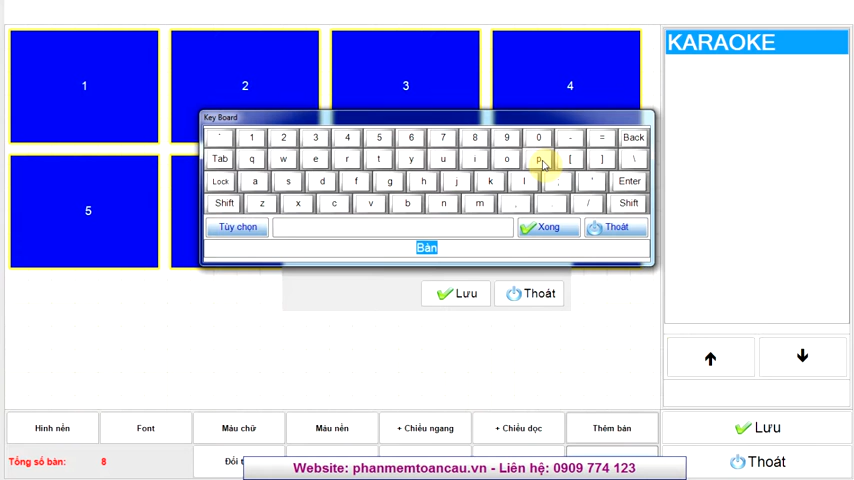 KARAOKE
1
2
3
4
Key Board
` 1 2 3 4 5 6 7 8 9 0 - = Back
Tab q w e r t y u i o p [ ] \
Lock a s d f g h j k l ; ' Enter
Shift z x c v b n m , . / Shift
5
Tùy chọn
Xong
Thoát
Bàn
Lưu
Thoát
Hình nền
Font
Màu chữ
Màu nền
+ Chiều ngang
+ Chiều dọc
Thêm bàn
Lưu
Tổng số bàn: 8
Thoát
Website: phanmemtoancau.vn - Liên hệ: 0909 774 123